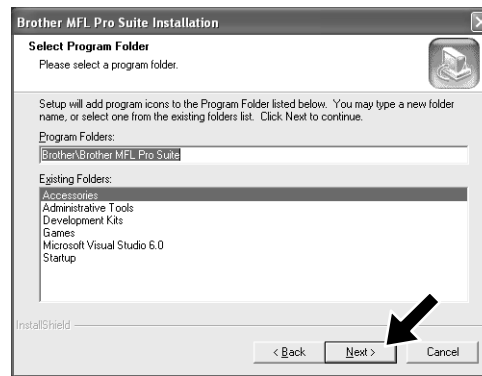 Brother MFL Pro Suite Installation
Select Program Folder
Please select a program folder.
Setup will add program icons to the Program Folder listed below. You may type a new folder
name, or select one from the existing folders list. Click Next to continue.
Program Folders:
Brother\Brother MFL Pro Suite
Existing Folders:
Accessories
Administrative Tools
Development Kits
Games
Microsoft Visual Studio 6.0
Startup
InstallShield
< Back Next > Cancel